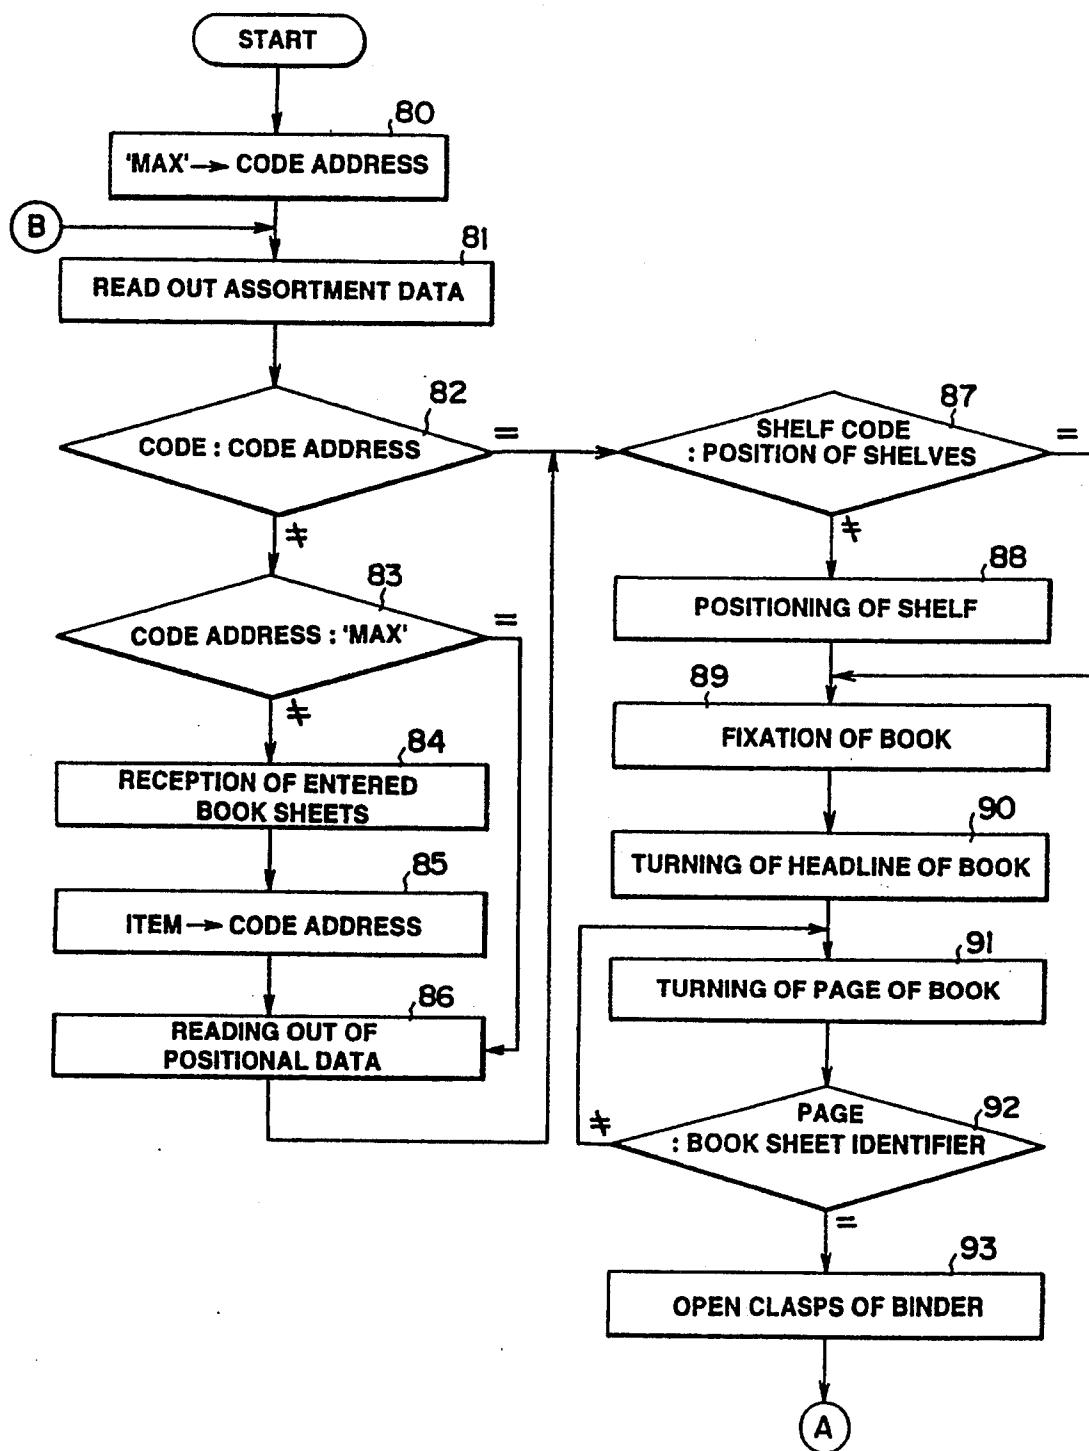 START
80
'MAX'→ CODE ADDRESS
B
81
READ OUT ASSORTMENT DATA
82
CODE : CODE ADDRESS
=
≠
83
CODE ADDRESS : 'MAX'
=
≠
84
RECEPTION OF ENTERED
BOOK SHEETS
85
ITEM → CODE ADDRESS
86
READING OUT OF
POSITIONAL DATA
87
SHELF CODE
: POSITION OF SHELVES
=
≠
88
POSITIONING OF SHELF
89
FIXATION OF BOOK
90
TURNING OF HEADLINE OF BOOK
91
TURNING OF PAGE OF BOOK
92
PAGE
: BOOK SHEET IDENTIFIER
≠
=
93
OPEN CLASPS OF BINDER
A